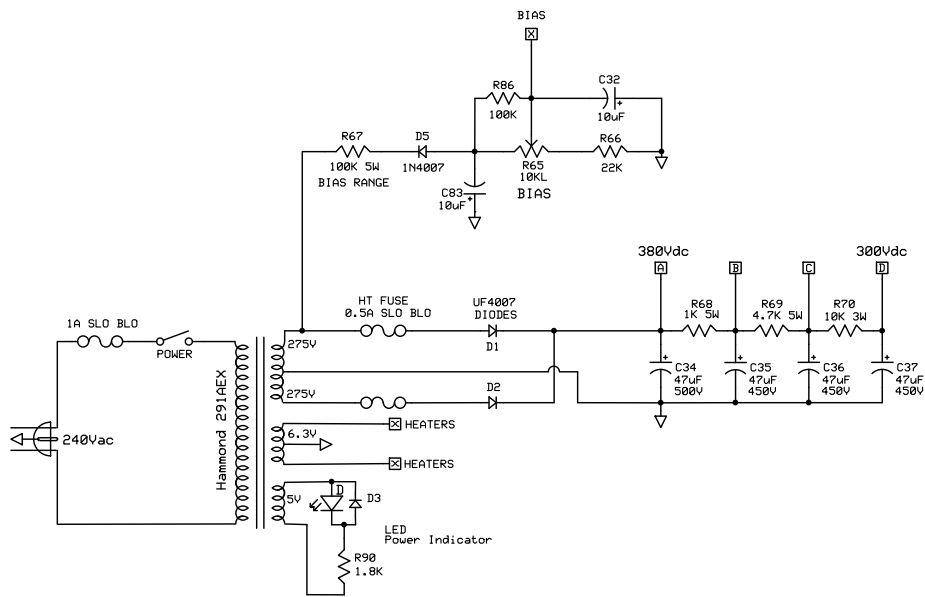 BIAS
X
R86
100K
C32
+
10uF
R67
100K 5W
BIAS RANGE
D5
1N4007
R65
10KL
BIAS
R66
22K
C83
10uF
+
380Vdc
300Vdc
A
B
C
D
HT FUSE
0.5A SLO BLO
UF4007
DIODES
D1
R68
1K 5W
R69
4.7K 5W
R70
10K 3W
1A SLO BLO
POWER
275V
275V
D2
+
C34
47uF
500V
+
C35
47uF
450V
+
C36
47uF
450V
+
C37
47uF
450V
Hammond 291AEX
240Vac
6.3V
X HEATERS
X HEATERS
5V
D
D3
LED
Power Indicator
R90
1.8K